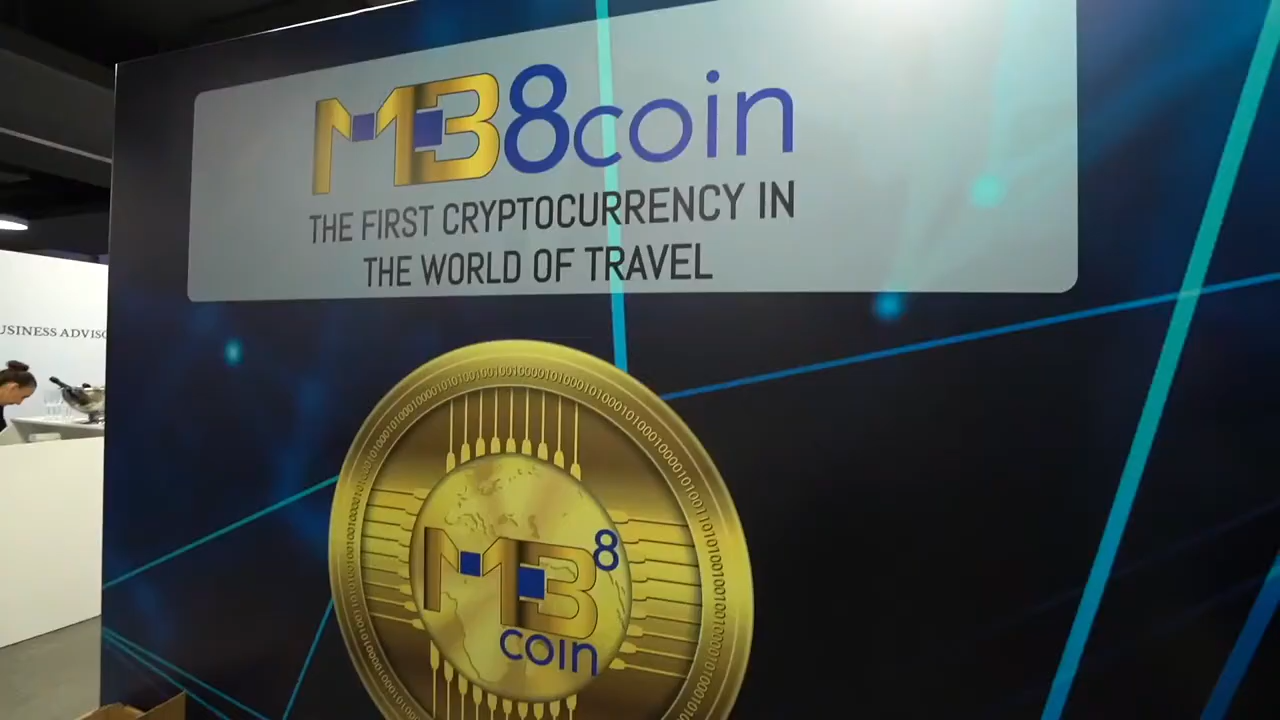 MB8coin
THE FIRST CRYPTOCURRENCY IN
THE WORLD OF TRAVEL
USINESS ADVISO
MB8
coin